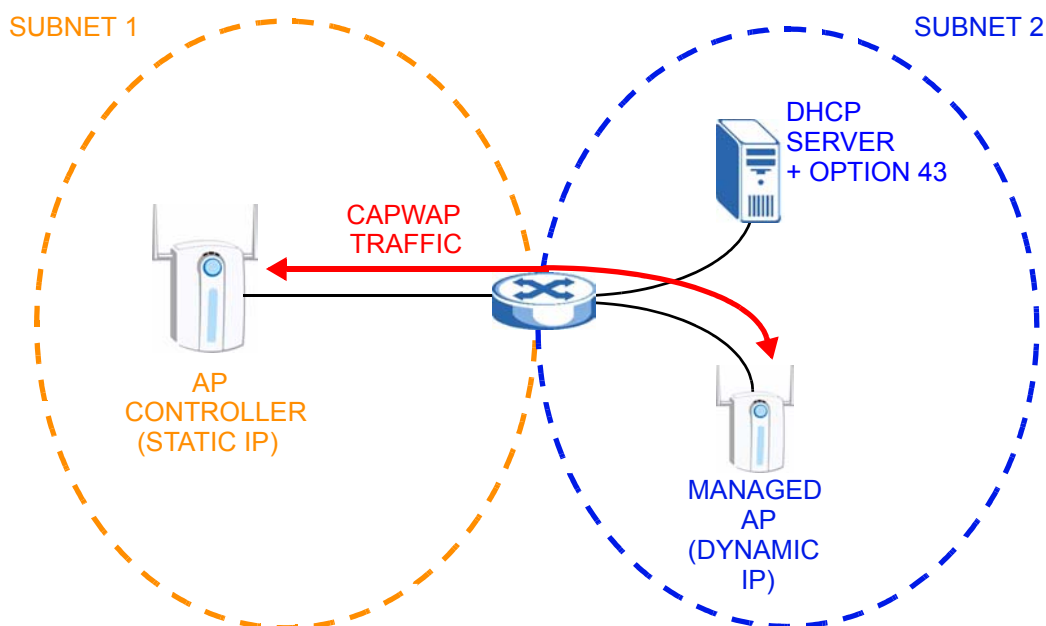 SUBNET 1
SUBNET 2
DHCP
SERVER
+ OPTION 43
CAPWAP
TRAFFIC
AP
CONTROLLER
(STATIC IP)
MANAGED
AP
(DYNAMIC
IP)